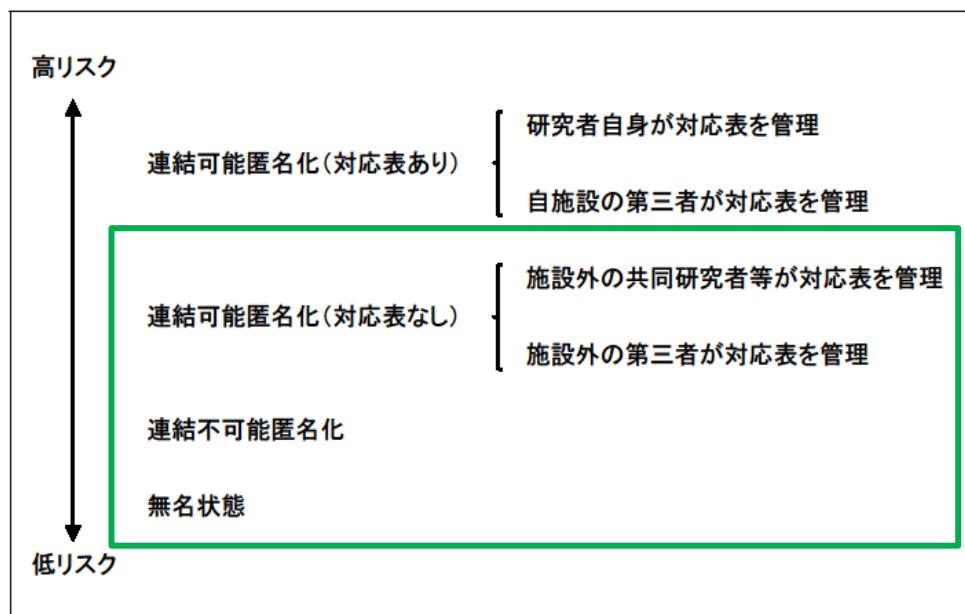 高リスク
研究者自身が対応表を管理
連結可能匿名化(対応表あり)
自施設の第三者が対応表を管理
施設外の共同研究者等が対応表を管理
連結可能匿名化(対応表なし)
施設外の第三者が対応表を管理
連結不可能匿名化
無名状態
低リスク